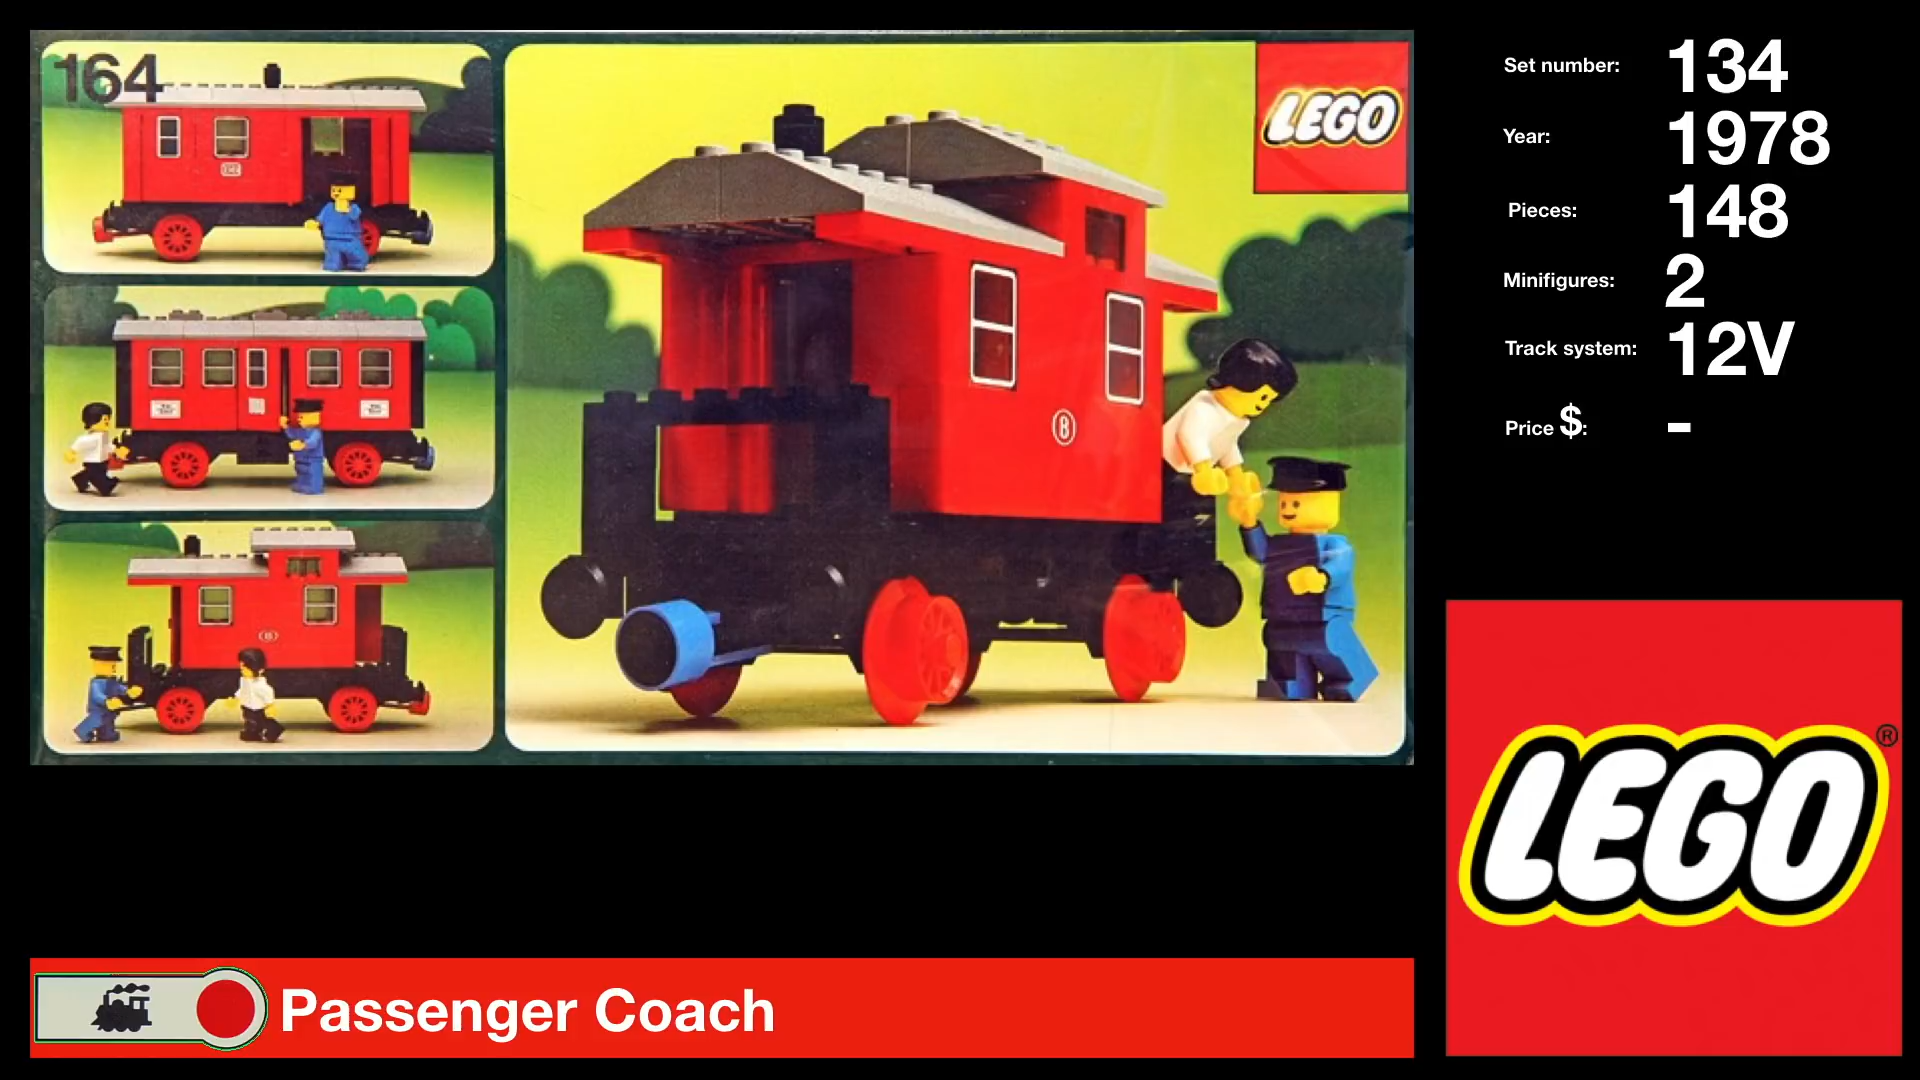 164
LEGO
B
Set number: 134
Year: 1978
Pieces: 148
Minifigures: 2
Track system: 12V
Price $: -
LEGO®
Passenger Coach